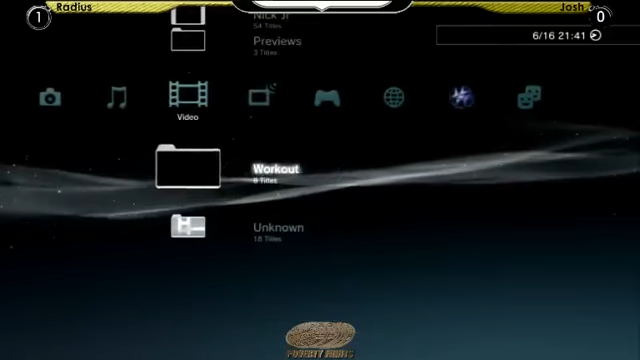 1 Radius Josh 0
Nick Jr
54 Titles
Previews
3 Titles
6/16 21:41
Video
Workout
8 Titles
Unknown
18 Titles
POVERTY